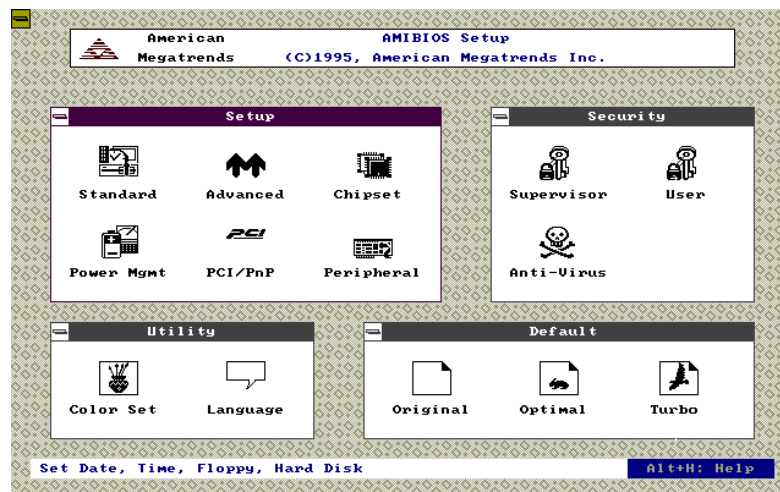 American AMIBIOS Setup
Megatrends (C)1995, American Megatrends Inc.
Setup
Standard Advanced Chipset
PCI
Power Mgmt PCI/PnP Peripheral
Security
Supervisor User
Anti-Virus
Utility
Color Set Language
Default
Original Optimal Turbo
Set Date, Time, Floppy, Hard Disk Alt+H: Help